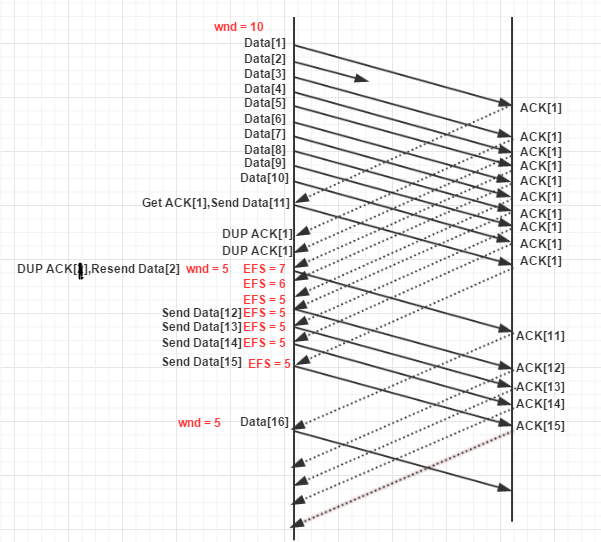 wnd = 10
Data[1]
Data[2]
Data[3]
Data[4]
Data[5]
Data[6]
Data[7]
Data[8]
Data[9]
Data[10]
Get ACK[1],Send Data[11]
DUP ACK[1]
DUP ACK[1]
DUP ACK[1],Resend Data[2] wnd = 5 EFS = 7
EFS = 6
EFS = 5
Send Data[12] EFS = 5
Send Data[13] EFS = 5
Send Data[14] EFS = 5
Send Data[15] EFS = 5
wnd = 5 Data[16]
ACK[1]
ACK[1]
ACK[1]
ACK[1]
ACK[1]
ACK[1]
ACK[1]
ACK[1]
ACK[1]
ACK[1]
ACK[11]
ACK[12]
ACK[13]
ACK[14]
ACK[15]